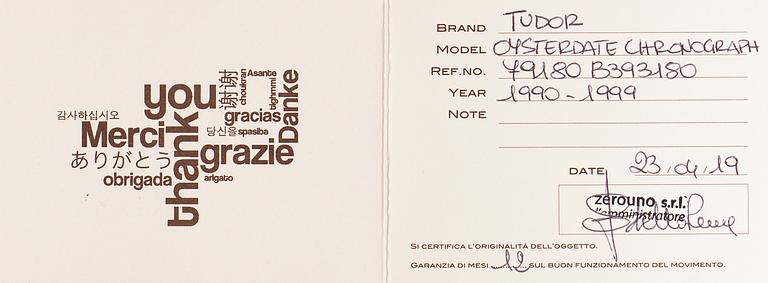 you
谢谢
choukran
Asante
tighmmi
Danke
gracias
감사하십시오
Merci
당신을
spasiba
ありがとう
thank
grazie
obrigada
arigato
BRAND TUDOR
MODEL OYSTERDATE CHRONOGRAPH
REF.NO. 79180 B393180
YEAR 1990-1999
NOTE
DATE 23.04.19
zerouno s.r.l.
l'amministratore
SI CERTIFICA L'ORIGINALITÀ DELL'OGGETTO.
GARANZIA DI MESI 12 SUL BUON FUNZIONAMENTO DEL MOVIMENTO.